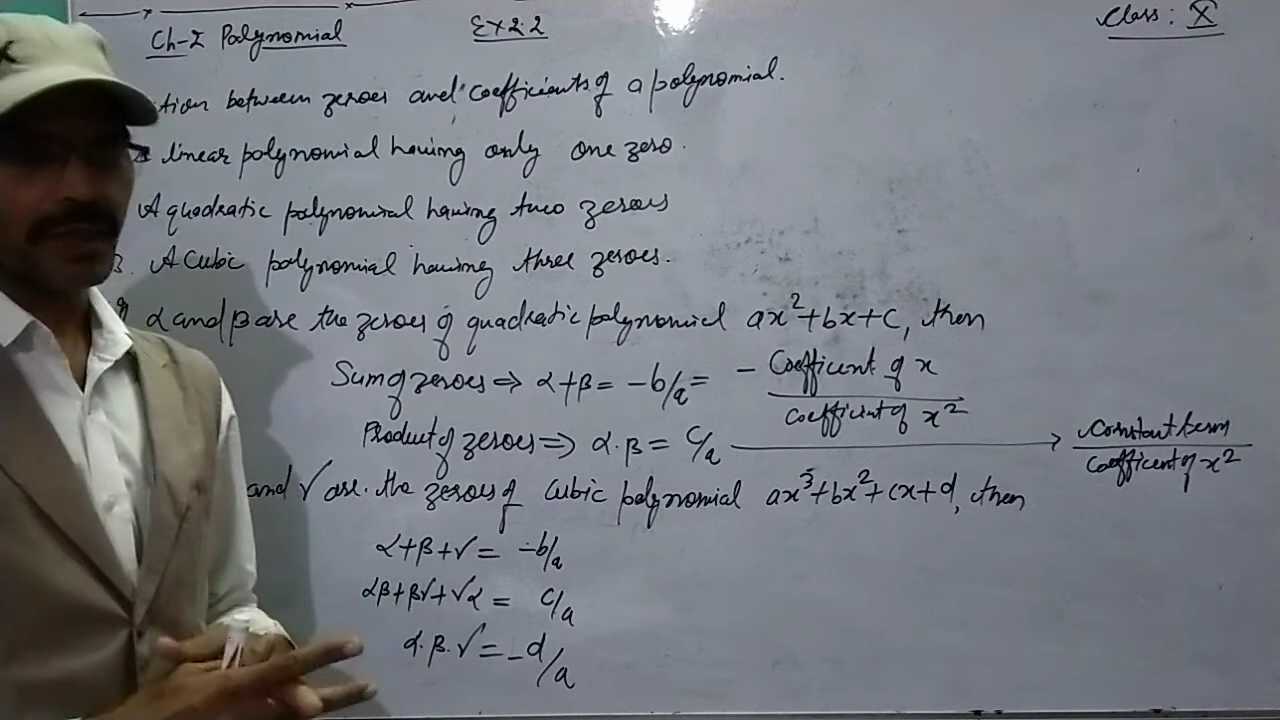 Ch-2 Polynomial Ex 2.2 Class: X
tion between zeroes and coefficients of a polynomial.
linear polynomial having only one zero.
A quadratic polynomial having two zeroes
3. A Cubic polynomial having three zeroes.
α and β are the zeroes of quadratic polynomial ax²+bx+c, then
Sum of zeroes ⇒ α+β = -b/a = - Coefficient of x / coefficient of x²
Product of zeroes ⇒ α.β = c/a → constant term / coefficient of x²
and γ are the zeroes of Cubic polynomial ax³+bx²+cx+d, then
α+β+γ = -b/a
αβ+βγ+γα = c/a
α.β.γ = -d/a